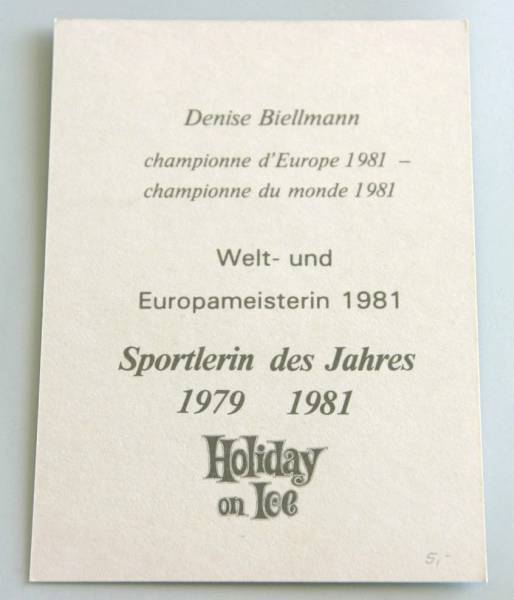 Denise Biellmann
championne d'Europe 1981 –
championne du monde 1981
Welt- und
Europameisterin 1981
Sportlerin des Jahres
1979 1981
Holiday
on Ice
5,-